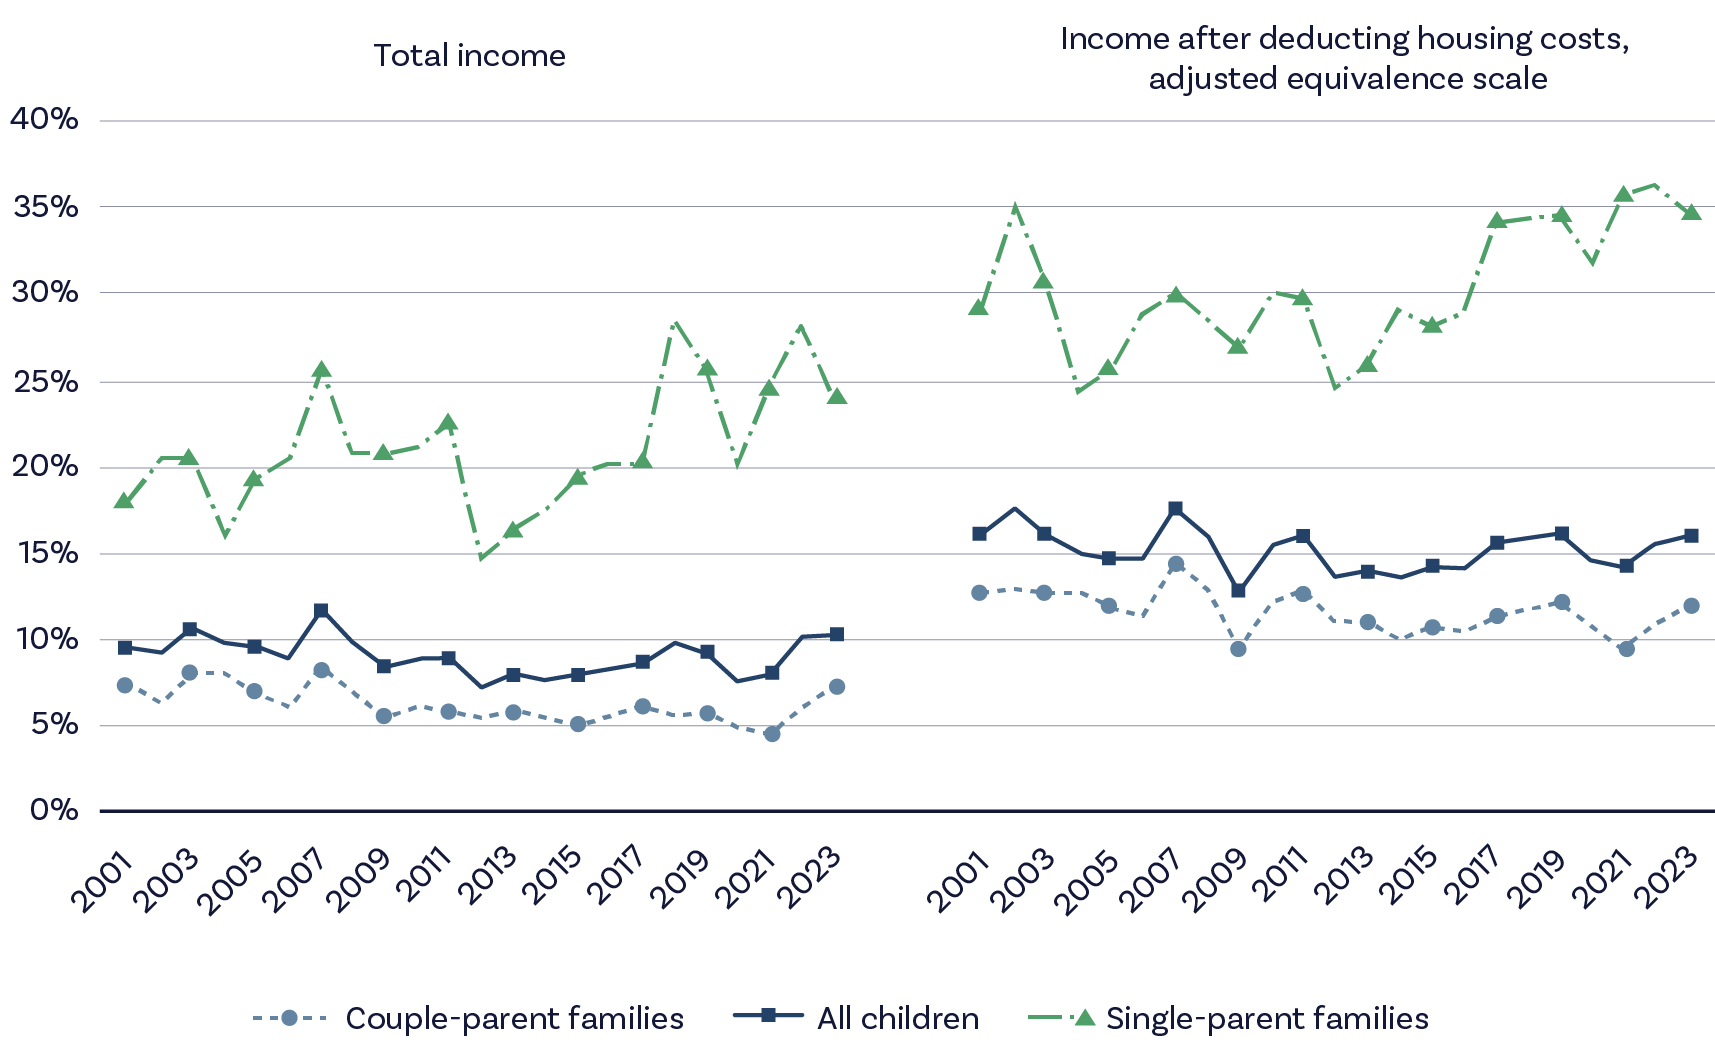 Total income
Income after deducting housing costs,
adjusted equivalence scale
40%
35%
30%
25%
20%
15%
10%
5%
0%
2001 2003 2005 2007 2009 2011 2013 2015 2017 2019 2021 2023 2001 2003 2005 2007 2009 2011 2013 2015 2017 2019 2021 2023
Couple-parent families All children Single-parent families